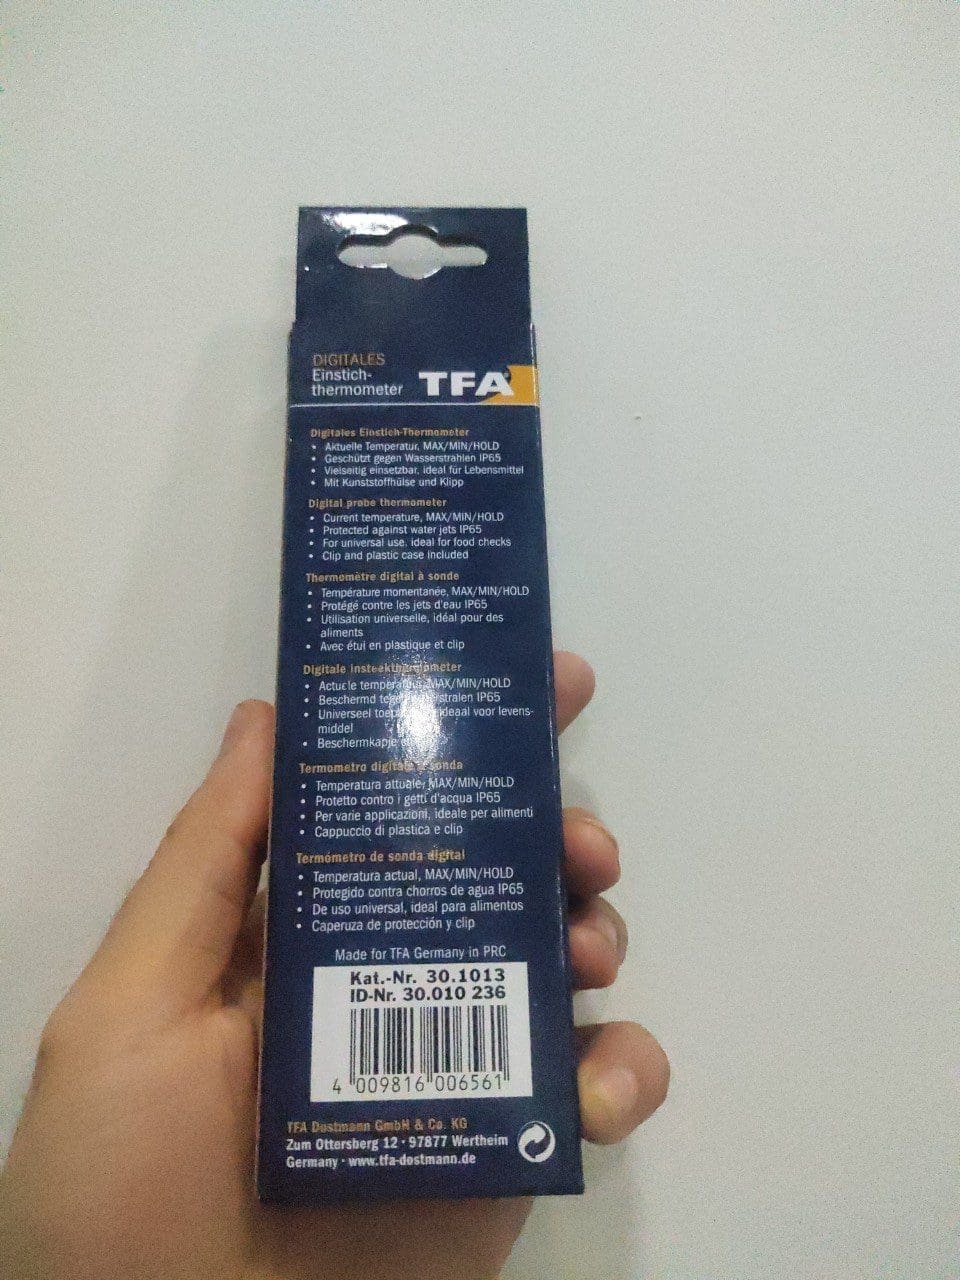 DIGITALES
Einstich-
thermometer
TFA
Digitales Einstich-Thermometer
• Aktuelle Temperatur, MAX/MIN/HOLD
• Geschützt gegen Wasserstrahlen IP65
• Vielseitig einsetzbar, ideal für Lebensmittel
• Mit Kunststoffhülse und Klipp
Digital probe thermometer
• Current temperature, MAX/MIN/HOLD
• Protected against water jets IP65
• For universal use, ideal for food checks
• Clip and plastic case included
Thermomètre digital à sonde
• Température momentanée, MAX/MIN/HOLD
• Protégé contre les jets d'eau IP65
• Utilisation universelle, idéal pour des
aliments
• Avec étui en plastique et clip
Digitale insteekthermometer
• Actuele MAX/MIN/HOLD
• Beschermd IP65
• Universeel ideaal voor levens-
middel
• Beschermkapje
Termometro digitale a sonda
• Temperatura attuale, MAX/MIN/HOLD
• Protetto contro i getti d'acqua IP65
• Per varie applicazioni, ideale per alimenti
• Cappuccio di plastica e clip
Termómetro de sonda digital
• Temperatura actual, MAX/MIN/HOLD
• Protegido contra chorros de agua IP65
• De uso universal, ideal para alimentos
• Caperuza de protección y clip
Made for TFA Germany in PRC
Kat.-Nr. 30.1013
ID-Nr. 30.010 236
4 009816 006561
TFA Dostmann GmbH & Co. KG
Zum Ottersberg 12 · 97877 Wertheim
Germany · www.tfa-dostmann.de